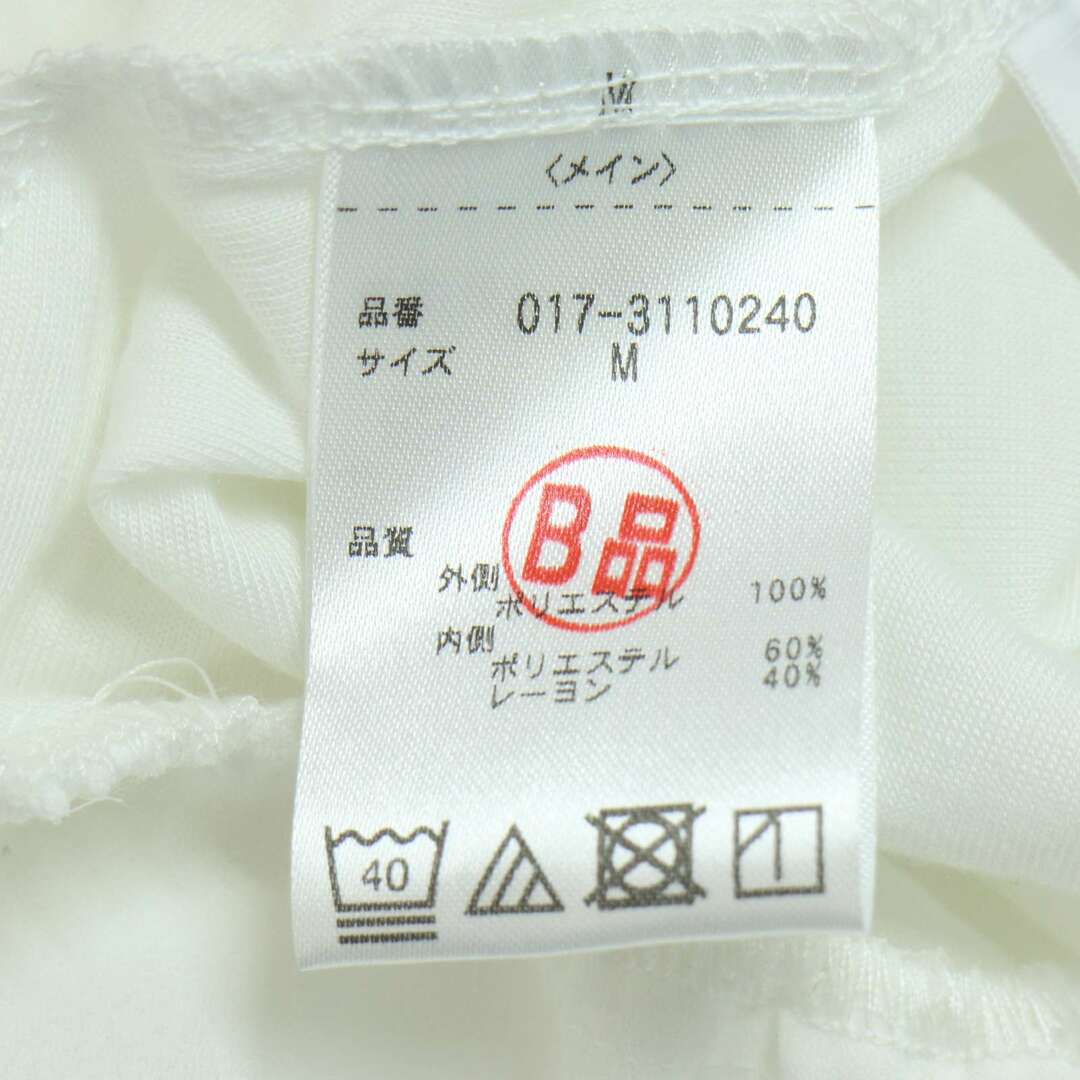 M
〈メイン〉
品番 017-3110240
サイズ M
B品
品質
外側
ポリエステル 100%
内側
ポリエステル 60%
レーヨン 40%
40